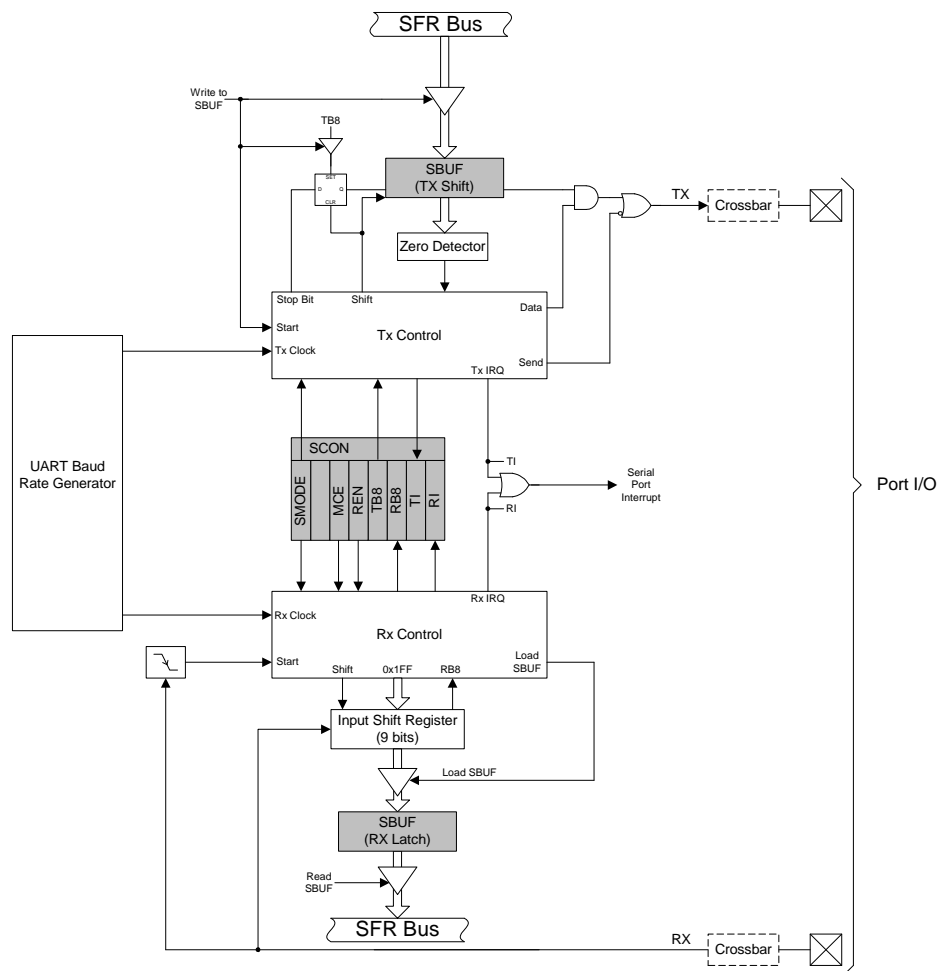 SFR Bus
Write to
SBUF
TB8
SET
D
Q
CLR
SBUF
(TX Shift)
TX
Crossbar
Zero Detector
Stop Bit
Shift
Data
Start
Tx Control
Tx Clock
Send
Tx IRQ
UART Baud
Rate Generator
SCON
SMODE
MCE
REN
TB8
RB8
TI
RI
TI
RI
Serial
Port
Interrupt
Port I/O
Rx IRQ
Rx Clock
Rx Control
Start
Load
SBUF
Shift
0x1FF
RB8
Input Shift Register
(9 bits)
Load SBUF
SBUF
(RX Latch)
Read
SBUF
SFR Bus
RX
Crossbar